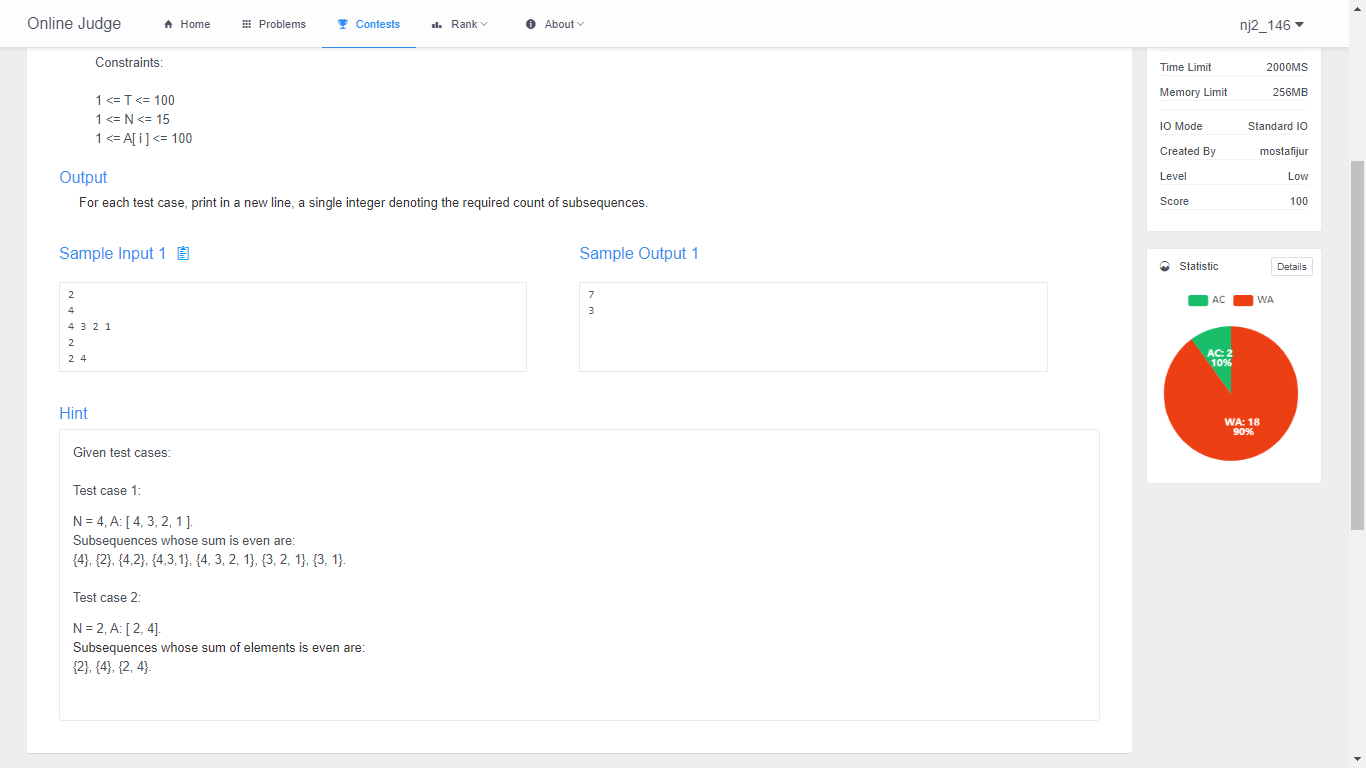 Online Judge
Home
Problems
Contests
Rank
About
nj2_146
Constraints:
1 <= T <= 100
1 <= N <= 15
1 <= A[ i ] <= 100
Output
For each test case, print in a new line, a single integer denoting the required count of subsequences.
Sample Input 1
2
4
4 3 2 1
2
2 4
Sample Output 1
7
3
Hint
Given test cases:
Test case 1:
N = 4, A: [ 4, 3, 2, 1 ].
Subsequences whose sum is even are:
{4}, {2}, {4,2}, {4,3,1}, {4, 3, 2, 1}, {3, 2, 1}, {3, 1}.
Test case 2:
N = 2, A: [ 2, 4].
Subsequences whose sum of elements is even are:
{2}, {4}, {2, 4}.
Time Limit 2000MS
Memory Limit 256MB
IO Mode Standard IO
Created By mostafijur
Level Low
Score 100
Statistic
Details
AC WA
AC: 2
10%
WA: 18
90%